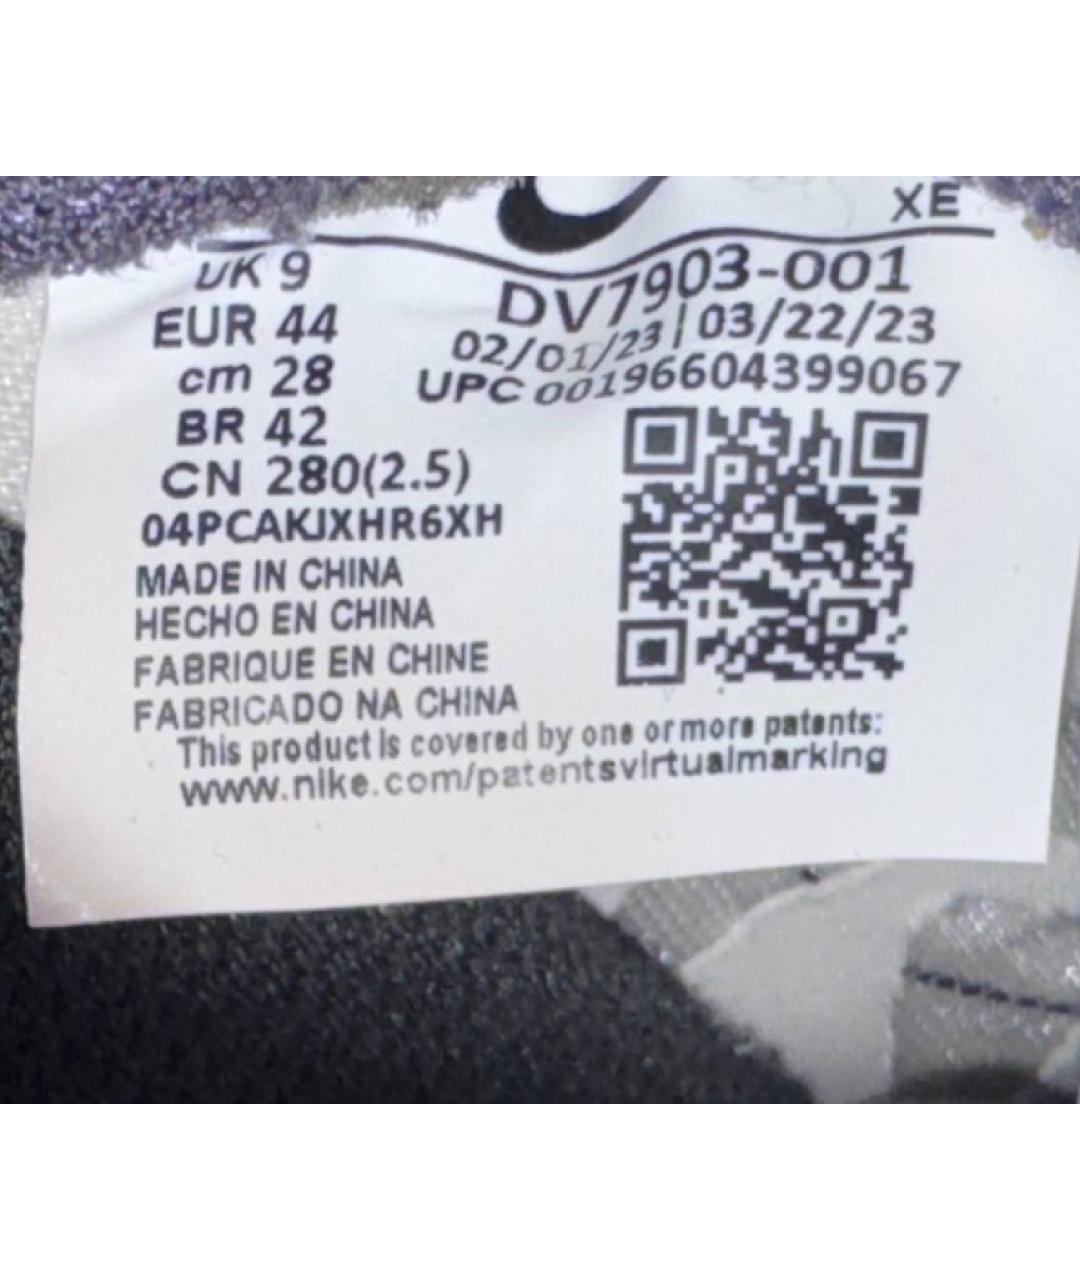 XE
UK 9
EUR 44
cm 28
BR 42
CN 280(2.5)
04PCAKJXHR6XH
DV7903-001
02/01/23 | 03/22/23
UPC 00196604399067
MADE IN CHINA
HECHO EN CHINA
FABRIQUE EN CHINE
FABRICADO NA CHINA
This product is covered by one or more patents:
www.nike.com/patentsvirtualmarking